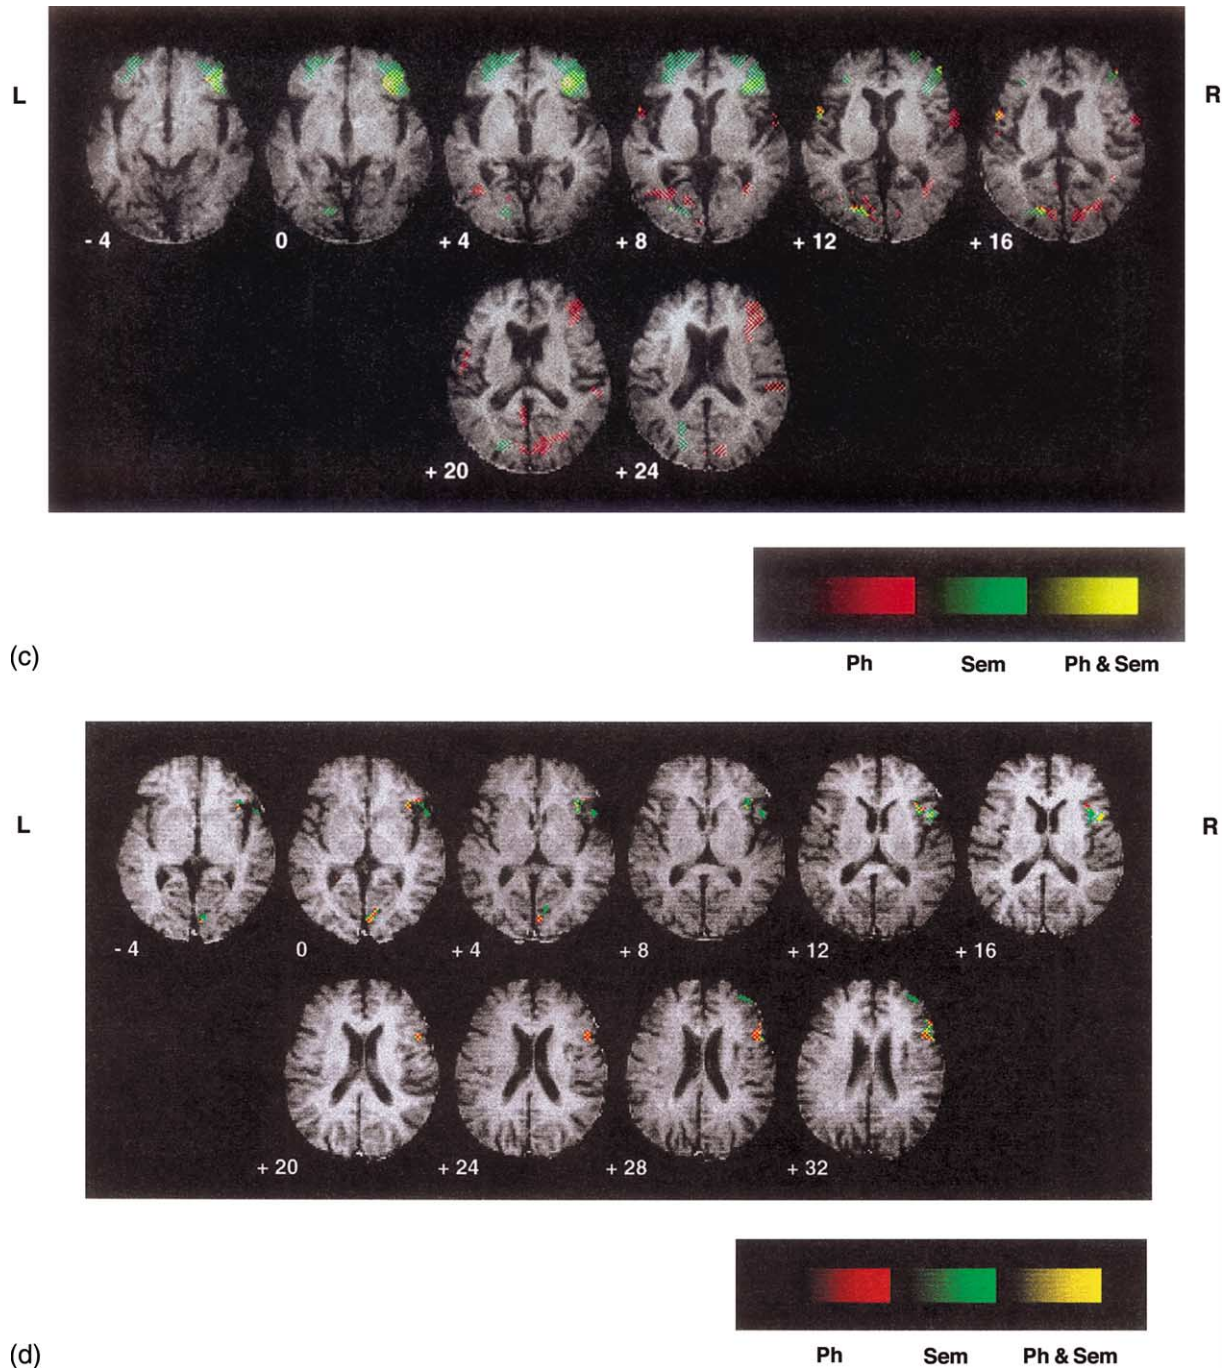 L R
- 4 0 + 4 + 8 + 12 + 16
+ 20 + 24
Ph Sem Ph & Sem
(c)
L R
- 4 0 + 4 + 8 + 12 + 16
+ 20 + 24 + 28 + 32
Ph Sem Ph & Sem
(d)